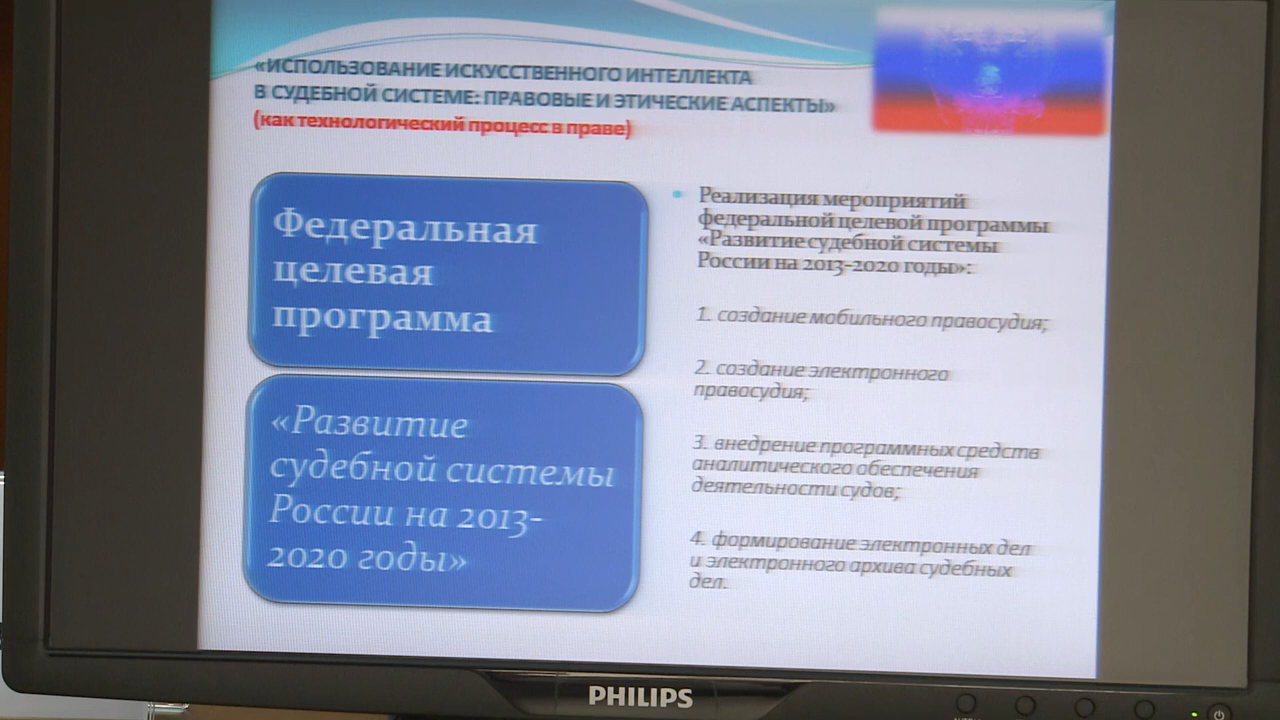 «ИСПОЛЬЗОВАНИЕ ИСКУССТВЕННОГО ИНТЕЛЛЕКТА
В СУДЕБНОЙ СИСТЕМЕ: ПРАВОВЫЕ И ЭТИЧЕСКИЕ АСПЕКТЫ»
(как технологический процесс в праве)
Федеральная
целевая
программа
«Развитие
судебной системы
России на 2013-
2020 годы»
Реализация мероприятий
федеральной целевой программы
«Развитие судебной системы
России на 2013-2020 годы»:
1. создание мобильного правосудия;
2. создание электронного
правосудия;
3. внедрение программных средств
аналитического обеспечения
деятельности судов;
4. формирование электронных дел
и электронного архива судебных
дел.
PHILIPS